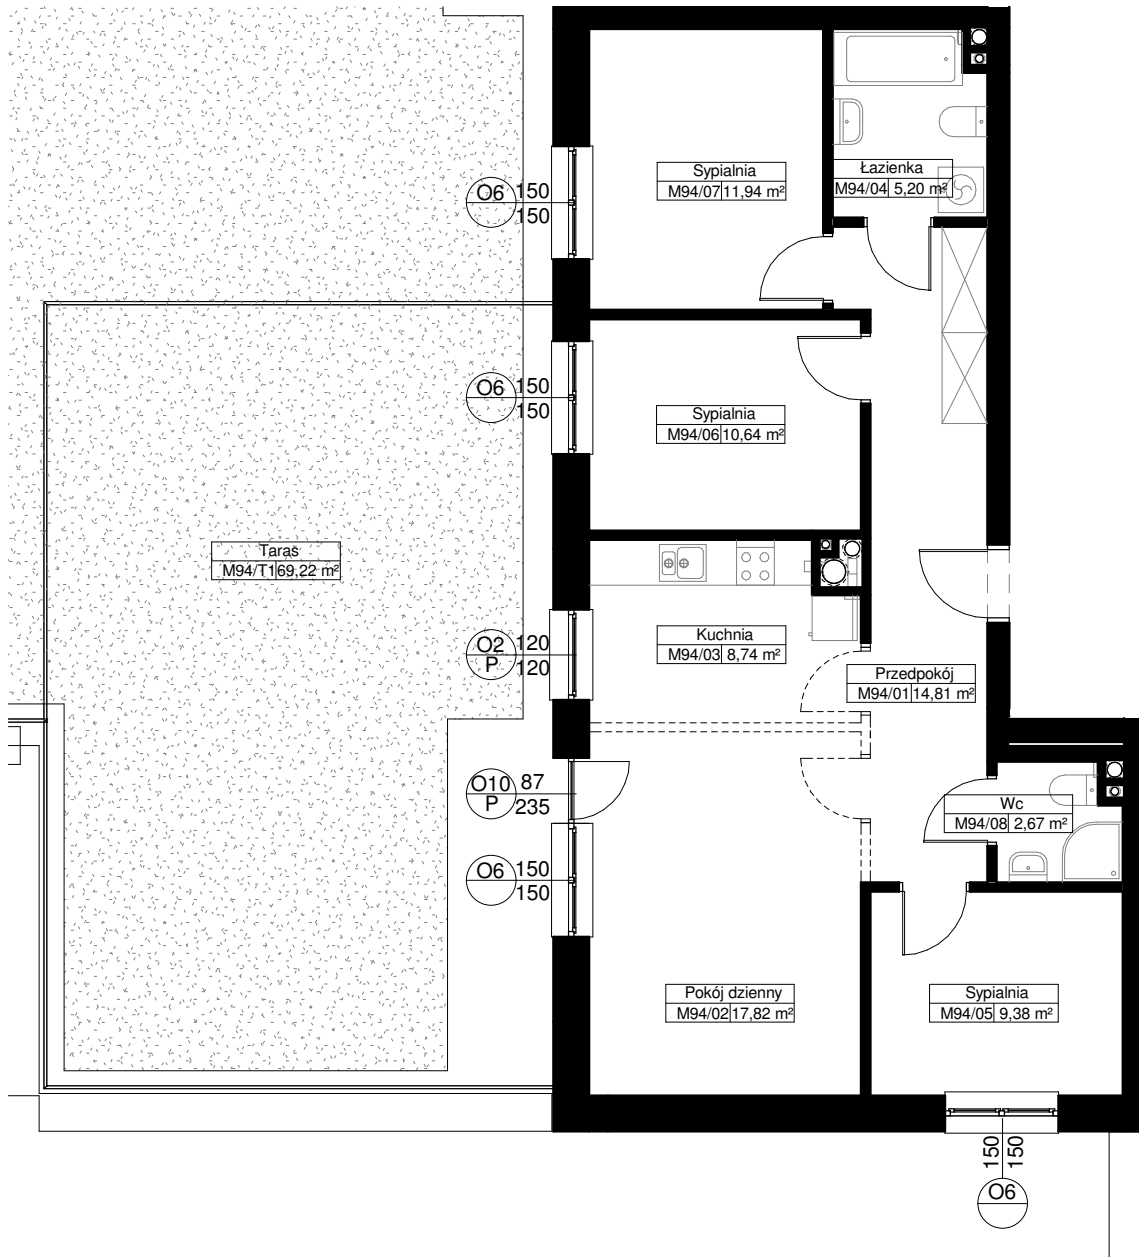 Sypialnia
M94/07 11,94 m²
Łazienka
M94/04 5,20 m²
O6 150
150
Sypialnia
M94/06 10,64 m²
O6 150
150
Taras
M94/T1 69,22 m²
Kuchnia
M94/03 8,74 m²
O2 120
P 120
Przedpokój
M94/01 14,81 m²
O10 87
P 235
Wc
M94/08 2,67 m²
O6 150
150
Pokój dzienny
M94/02 17,82 m²
Sypialnia
M94/05 9,38 m²
150 150
O6